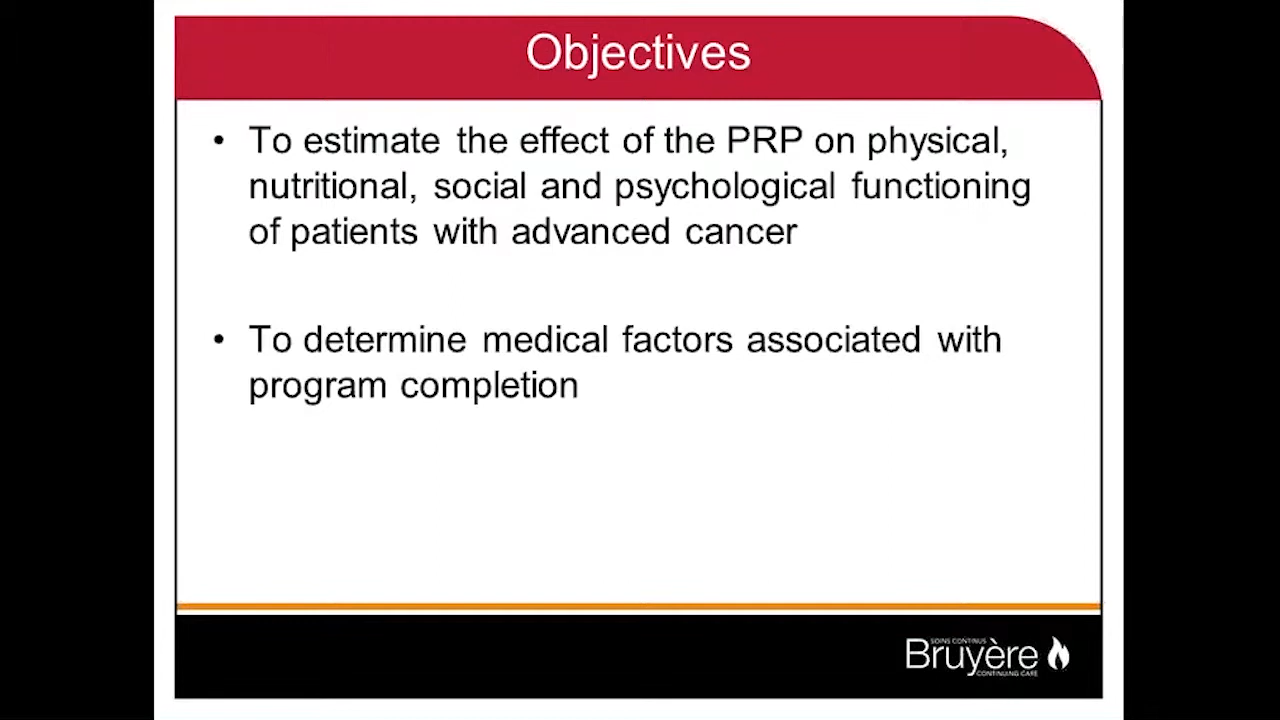 Objectives
• To estimate the effect of the PRP on physical,
nutritional, social and psychological functioning
of patients with advanced cancer
• To determine medical factors associated with
program completion
SOINS CONTINUS
Bruyère
CONTINUING CARE